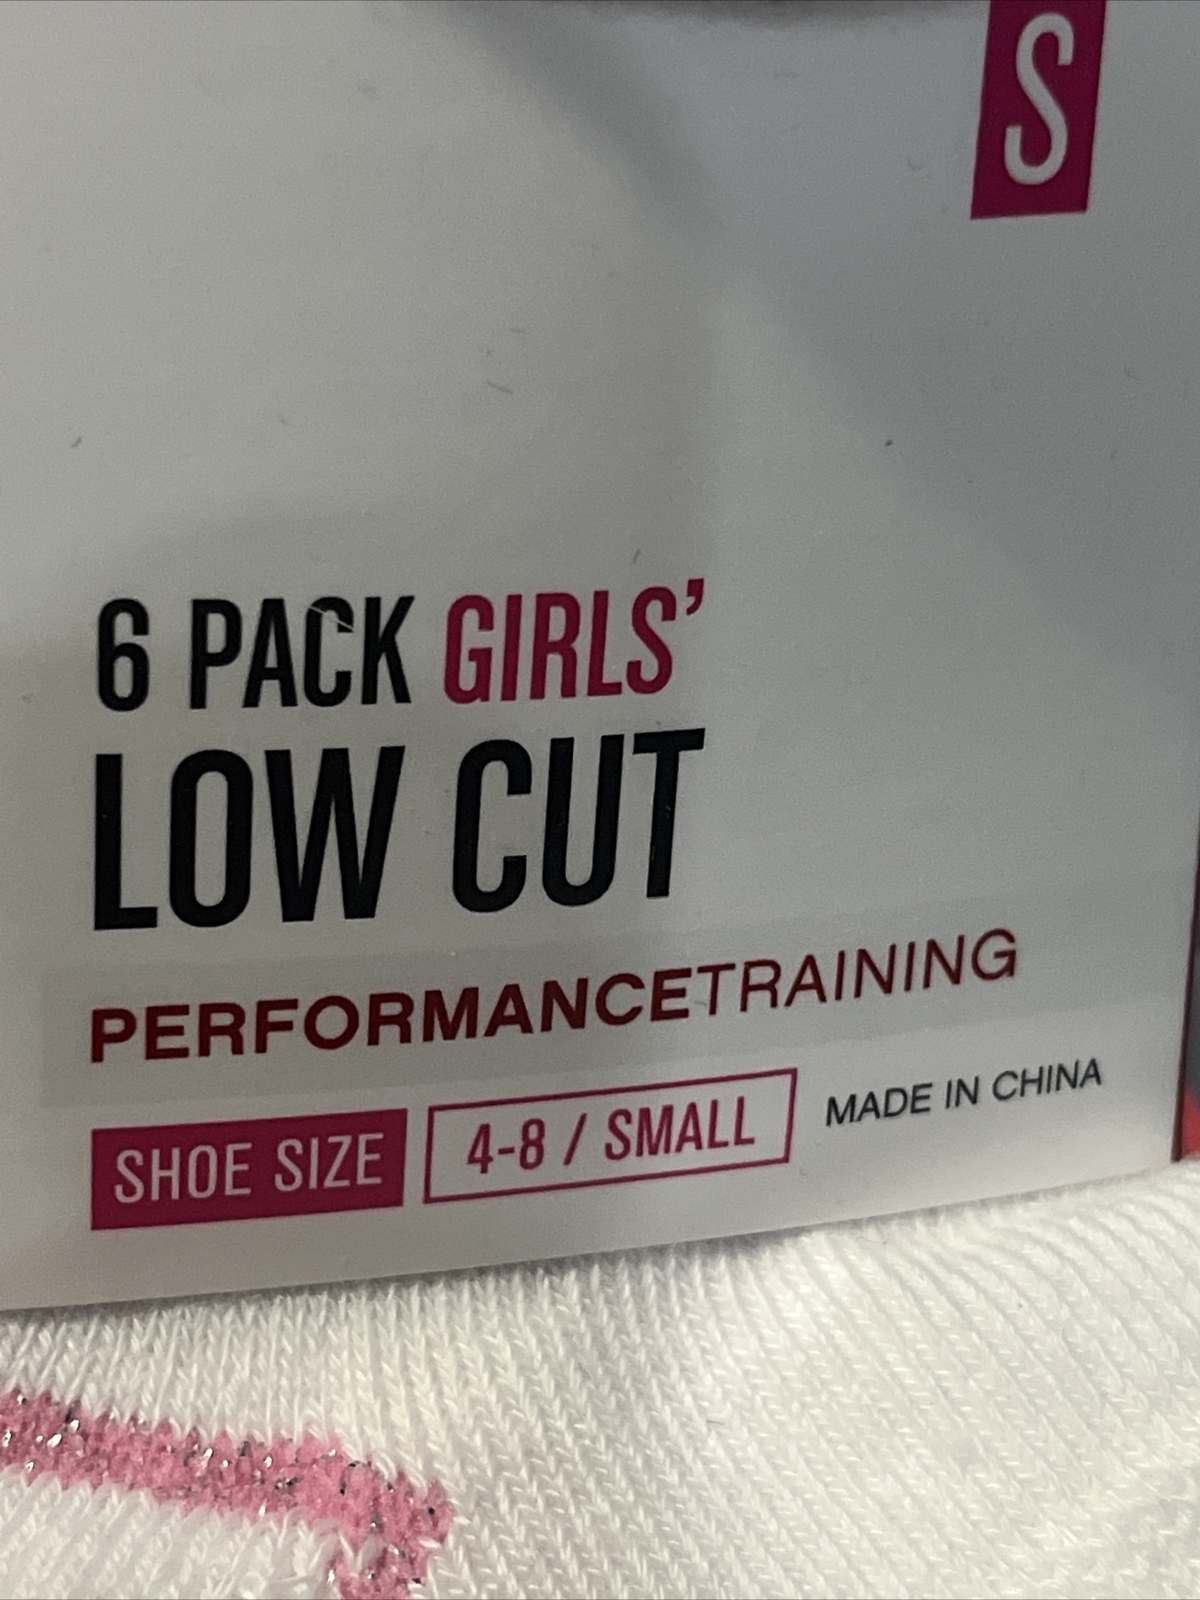 S
6 PACK GIRLS’
LOW CUT
PERFORMANCETRAINING
SHOE SIZE 4-8 / SMALL MADE IN CHINA